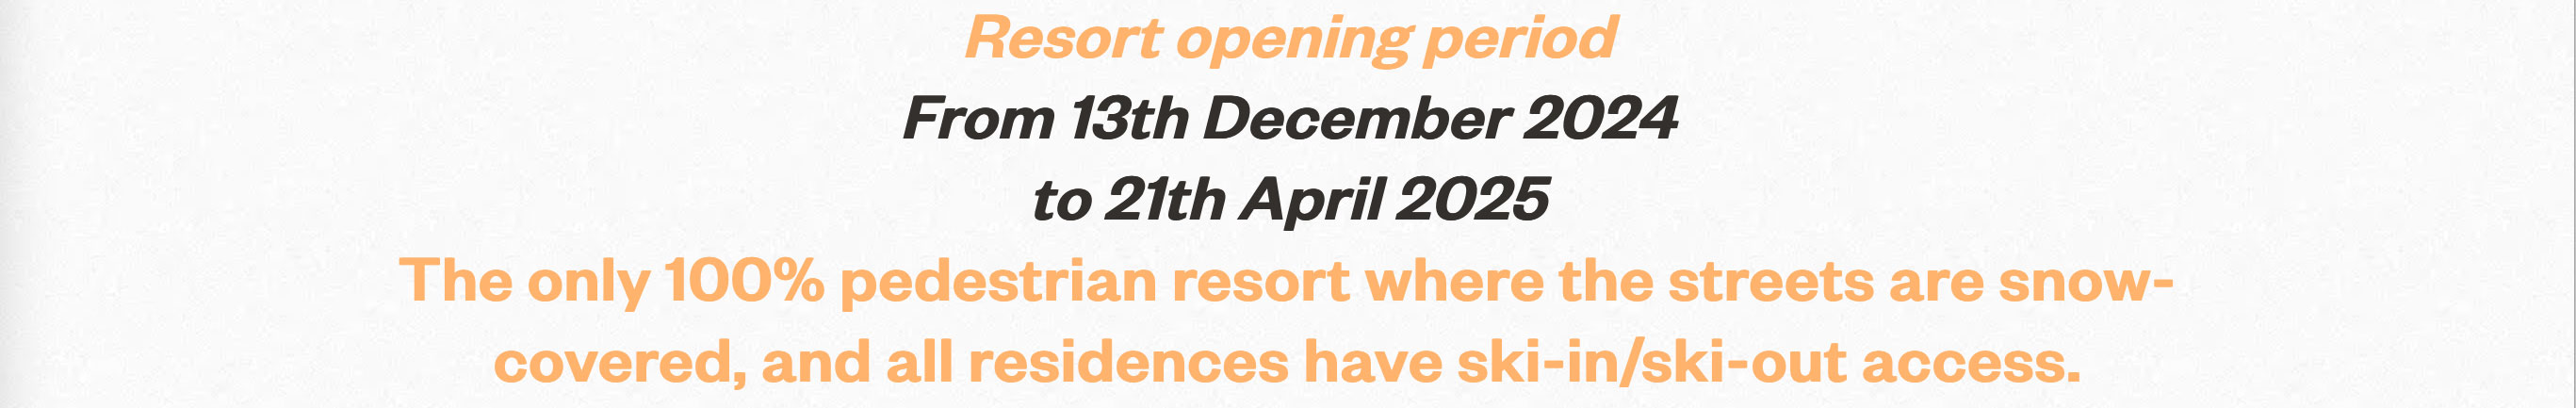 Resort opening period
From 13th December 2024
to 21th April 2025
The only 100% pedestrian resort where the streets are snow-
covered, and all residences have ski-in/ski-out access.